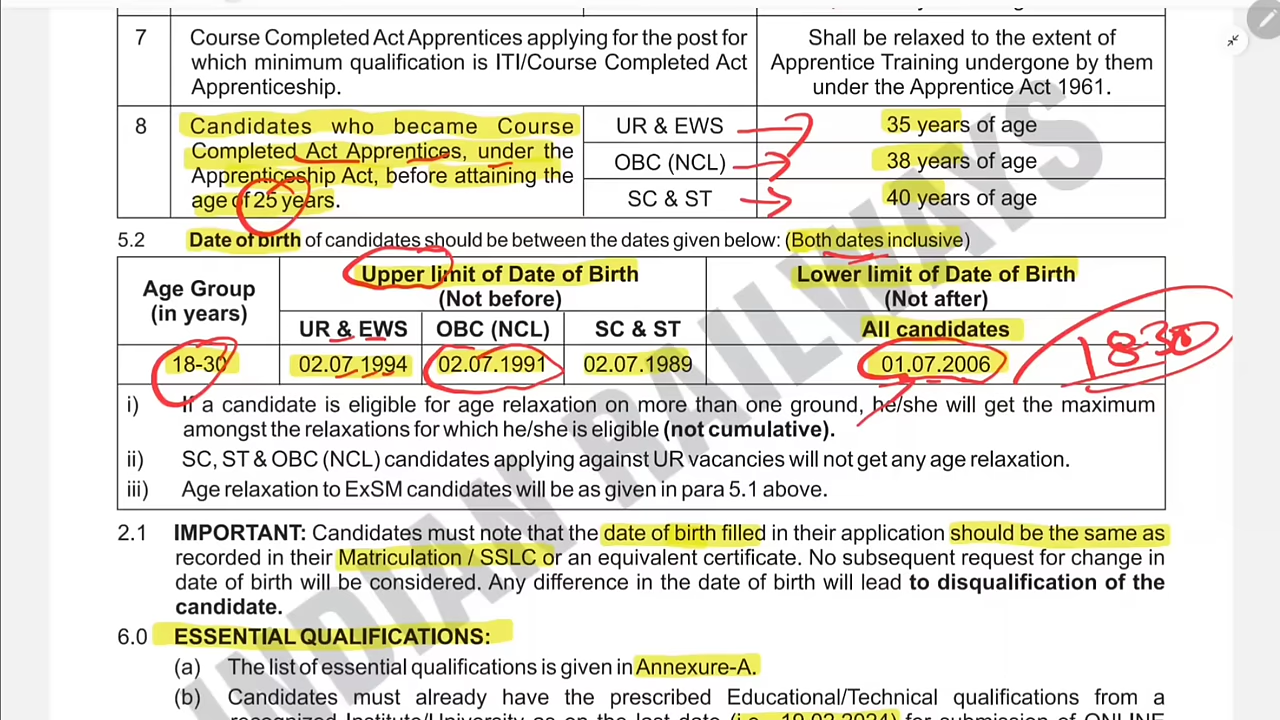 7 Course Completed Act Apprentices applying for the post for which minimum qualification is ITI/Course Completed Act Apprenticeship.
Shall be relaxed to the extent of Apprentice Training undergone by them under the Apprentice Act 1961.
8 Candidates who became Course Completed Act Apprentices, under the Apprenticeship Act, before attaining the age of 25 years.
UR & EWS 35 years of age
OBC (NCL) 38 years of age
SC & ST 40 years of age
5.2 Date of birth of candidates should be between the dates given below: (Both dates inclusive)
Age Group (in years)
Upper limit of Date of Birth (Not before)
Lower limit of Date of Birth (Not after)
UR & EWS OBC (NCL) SC & ST All candidates
18-30 02.07.1994 02.07.1991 02.07.1989 01.07.2006
18-30
i) If a candidate is eligible for age relaxation on more than one ground, he/she will get the maximum
amongst the relaxations for which he/she is eligible (not cumulative).
ii) SC, ST & OBC (NCL) candidates applying against UR vacancies will not get any age relaxation.
iii) Age relaxation to ExSM candidates will be as given in para 5.1 above.
2.1 IMPORTANT: Candidates must note that the date of birth filled in their application should be the same as
recorded in their Matriculation / SSLC or an equivalent certificate. No subsequent request for change in
date of birth will be considered. Any difference in the date of birth will lead to disqualification of the
candidate.
6.0 ESSENTIAL QUALIFICATIONS:
(a) The list of essential qualifications is given in Annexure-A.
(b) Candidates must already have the prescribed Educational/Technical qualifications from a
INDIAN RAILWAYS